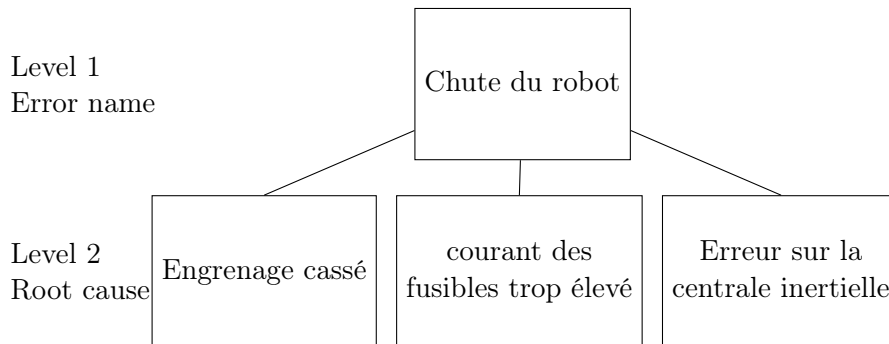 Level 1
Error name
Chute du robot
Level 2
Root cause
Engrenage cassé
courant des
fusibles trop élevé
Erreur sur la
centrale inertielle